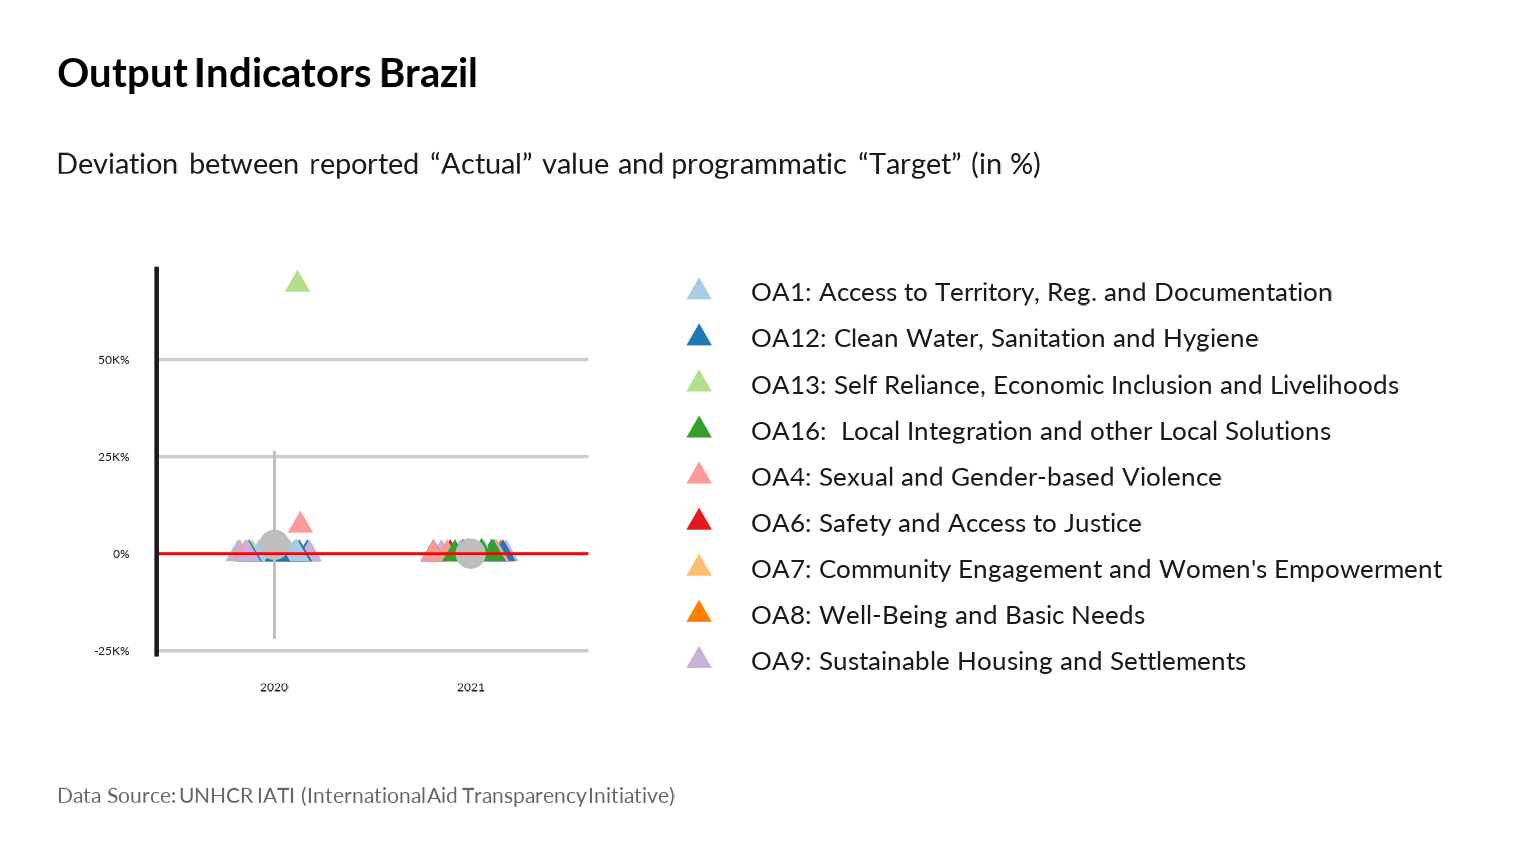 Output Indicators Brazil
Deviation between reported “Actual” value and programmatic “Target” (in %)
50K%
25K%
0%
-25K%
2020 2021
OA1: Access to Territory, Reg. and Documentation
OA12: Clean Water, Sanitation and Hygiene
OA13: Self Reliance, Economic Inclusion and Livelihoods
OA16:  Local Integration and other Local Solutions
OA4: Sexual and Gender-based Violence
OA6: Safety and Access to Justice
OA7: Community Engagement and Women's Empowerment
OA8: Well-Being and Basic Needs
OA9: Sustainable Housing and Settlements
Data Source: UNHCR IATI (International Aid Transparency Initiative)